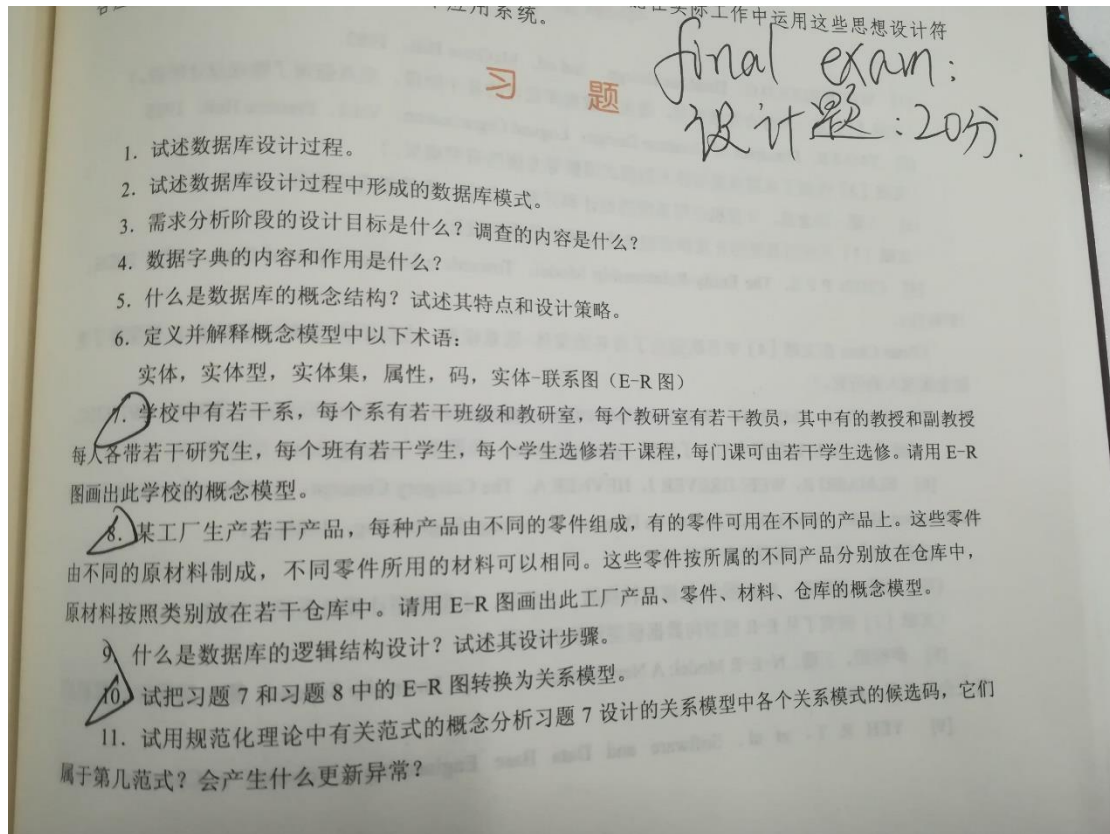 应用系统。
实际工作中运用这些思想设计符
final exam:
设计题:20分.
习 题
1. 试述数据库设计过程。
2. 试述数据库设计过程中形成的数据库模式。
3. 需求分析阶段的设计目标是什么?调查的内容是什么?
4. 数据字典的内容和作用是什么?
5. 什么是数据库的概念结构?试述其特点和设计策略。
6. 定义并解释概念模型中以下术语:
实体,实体型,实体集,属性,码,实体-联系图(E-R 图)
7. 学校中有若干系,每个系有若干班级和教研室,每个教研室有若干教员,其中有的教授和副教授
每人各带若干研究生,每个班有若干学生,每个学生选修若干课程,每门课可由若干学生选修。请用 E-R
图画出此学校的概念模型。
8. 某工厂生产若干产品,每种产品由不同的零件组成,有的零件可用在不同的产品上。这些零件
由不同的原材料制成,不同零件所用的材料可以相同。这些零件按所属的不同产品分别放在仓库中,
原材料按照类别放在若干仓库中。请用 E-R 图画出此工厂产品、零件、材料、仓库的概念模型。
9. 什么是数据库的逻辑结构设计?试述其设计步骤。
10. 试把习题 7 和习题 8 中的 E-R 图转换为关系模型。
11. 试用规范化理论中有关范式的概念分析习题 7 设计的关系模型中各个关系模式的候选码,它们
属于第几范式?会产生什么更新异常?